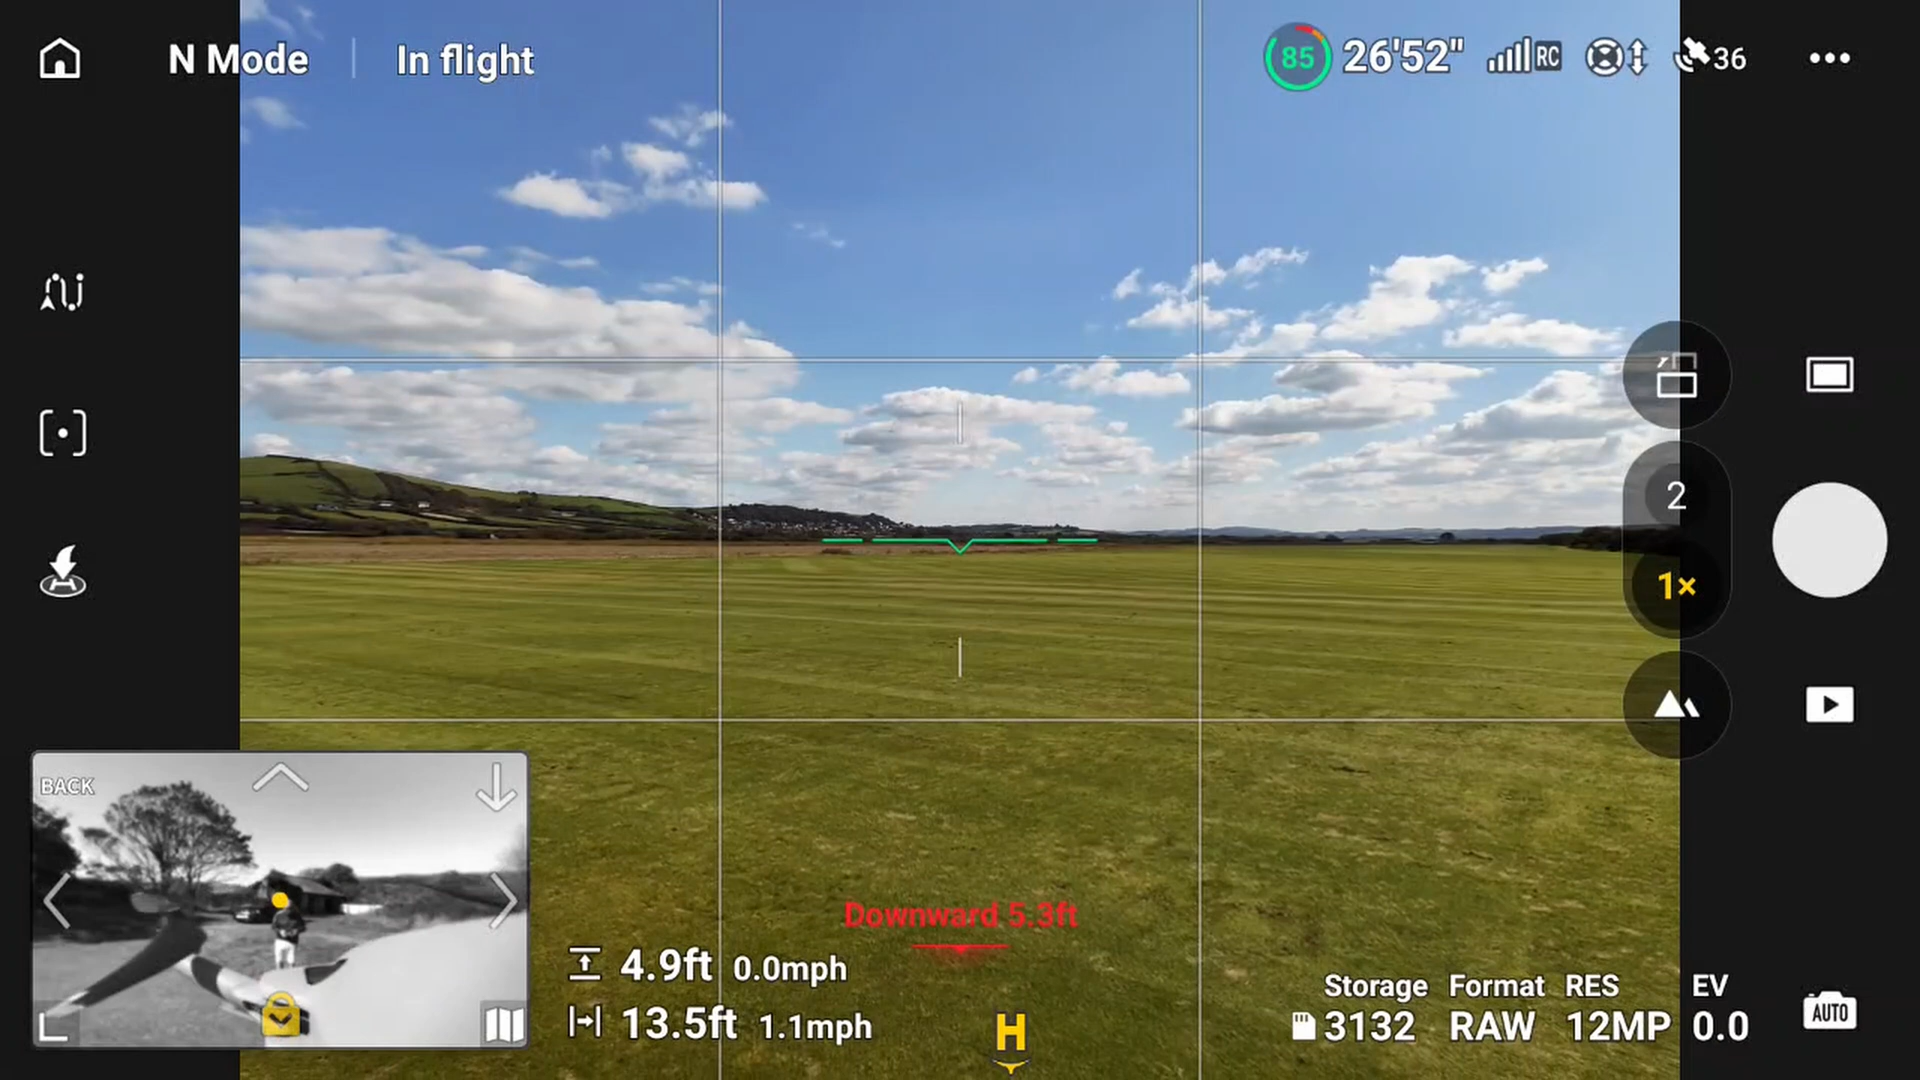 N Mode
In flight
85
26'52"
RC
36
2
1×
BACK
Downward 5.3ft
4.9ft 0.0mph
13.5ft 1.1mph
H
Storage Format RES EV
3132 RAW 12MP 0.0
AUTO